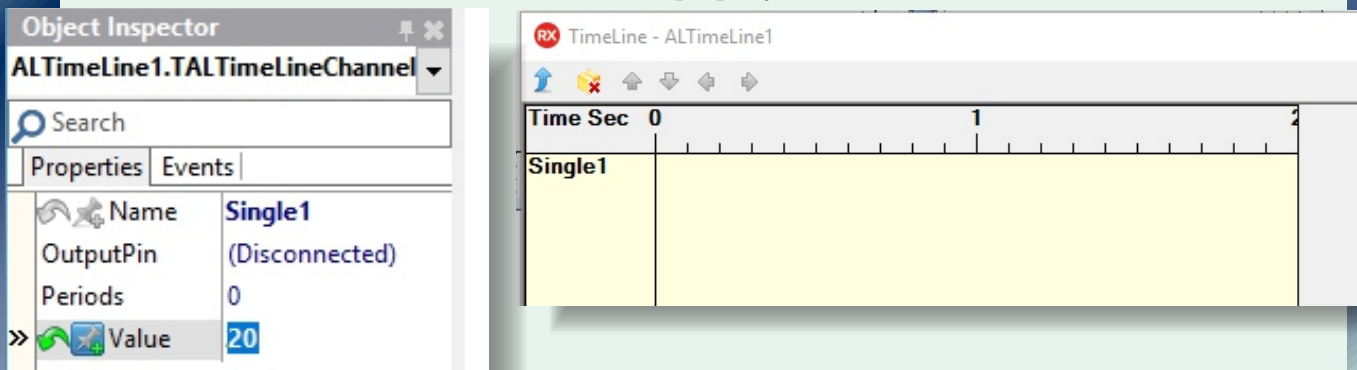 Object Inspector
ALTimeLine1.TALTimeLineChannel
Search
Properties Events
Name Single1
OutputPin (Disconnected)
Periods 0
» Value 20
RX TimeLine - ALTimeLine1
Time Sec 0 1 2
Single1